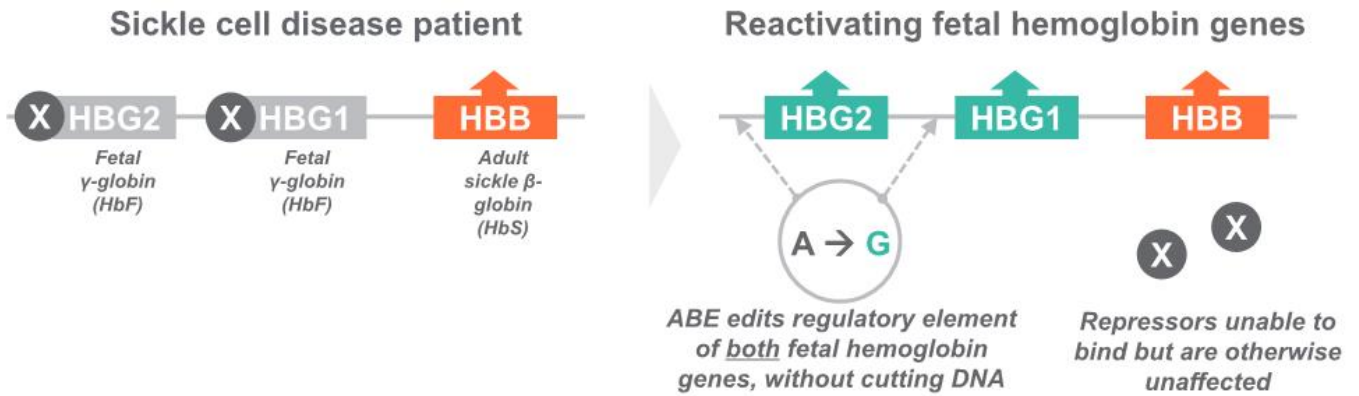 Sickle cell disease patient
Reactivating fetal hemoglobin genes
X HBG2
X HBG1
HBB
HBG2
HBG1
HBB
Fetal
γ-globin
(HbF)
Fetal
γ-globin
(HbF)
Adult
sickle β-
globin
(HbS)
A → G
X
X
ABE edits regulatory element
of both fetal hemoglobin
genes, without cutting DNA
Repressors unable to
bind but are otherwise
unaffected